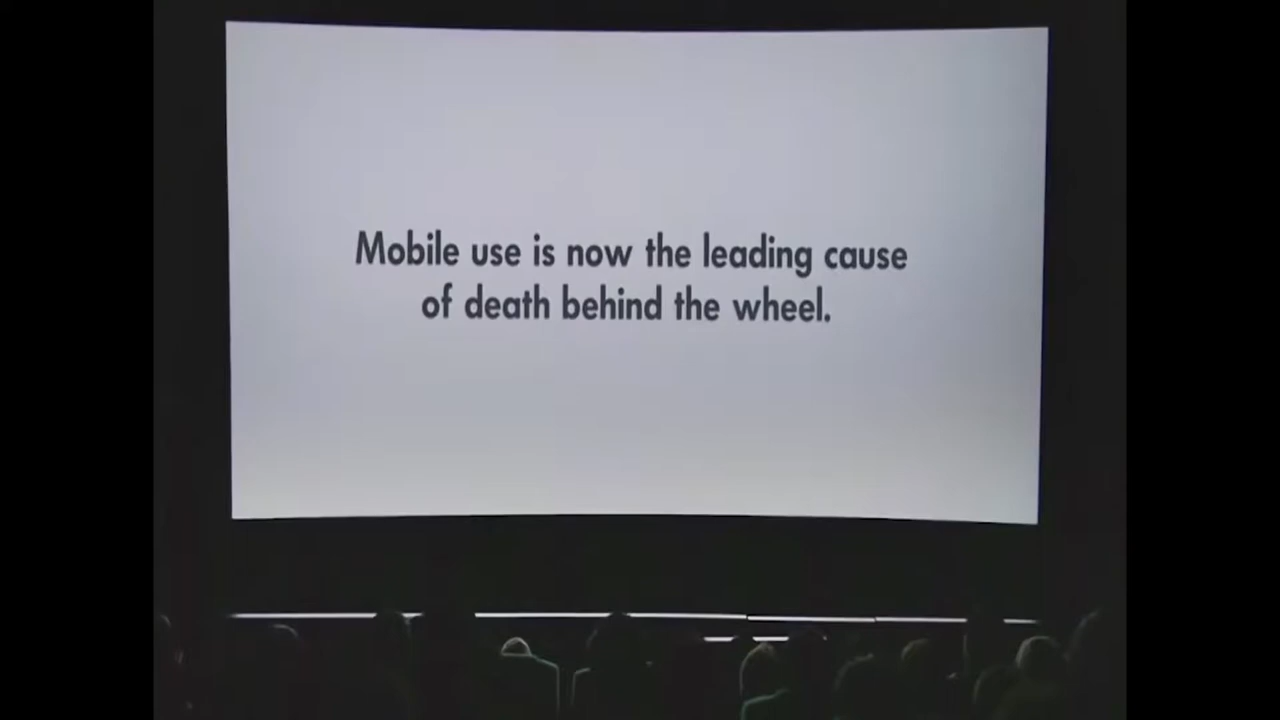 Mobile use is now the leading cause
of death behind the wheel.